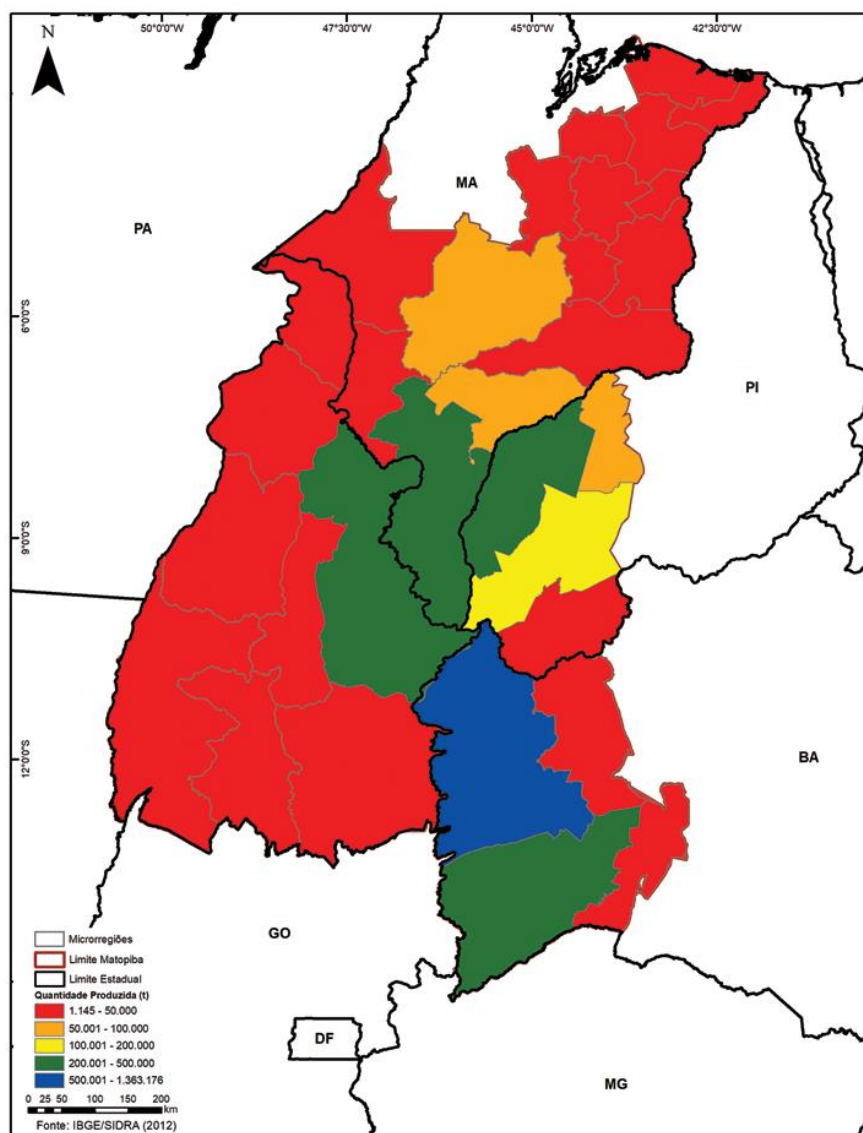 50°0'0"W 47°30'0"W 45°0'0"W 42°30'0"W
N
MA
PA
6°0'0"S
PI
9°0'0"S
12°0'0"S
BA
GO
DF
MG
Microrregiões
Limite Matopiba
Limite Estadual
Quantidade Produzida (t)
1.145 - 50.000
50.001 - 100.000
100.001 - 200.000
200.001 - 500.000
500.001 - 1.363.176
0 25 50 100 150 200
km
Fonte: IBGE/SIDRA (2012)